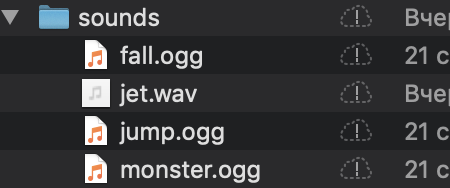 sounds Вчер
fall.ogg 21 с
jet.wav Вчер
jump.ogg 21 с
monster.ogg 21 с